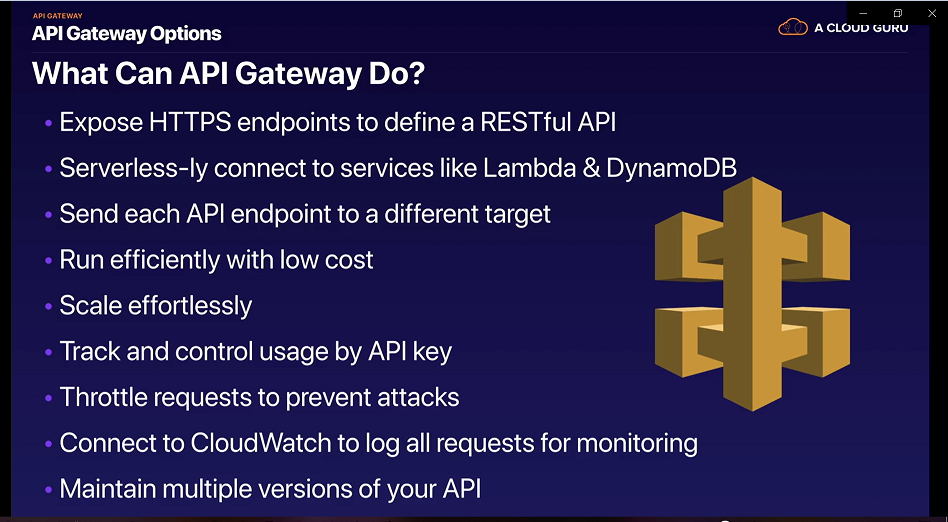 API GATEWAY
API Gateway Options
A CLOUD GURU
What Can API Gateway Do?
• Expose HTTPS endpoints to define a RESTful API
• Serverless-ly connect to services like Lambda & DynamoDB
• Send each API endpoint to a different target
• Run efficiently with low cost
• Scale effortlessly
• Track and control usage by API key
• Throttle requests to prevent attacks
• Connect to CloudWatch to log all requests for monitoring
• Maintain multiple versions of your API